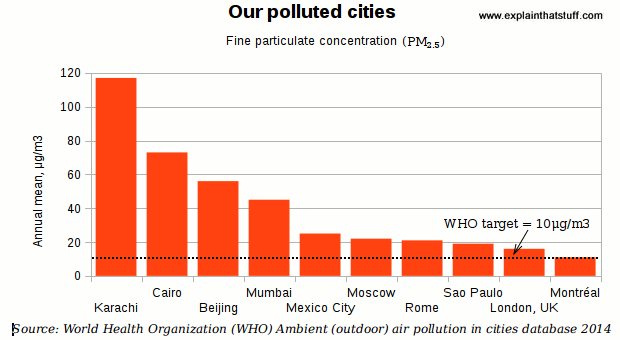 Our polluted cities
www.explainthatstuff.com
Fine particulate concentration (PM2.5)
Annual mean, µg/m3
120
100
80
60
40
20
0
WHO target = 10µg/m3
Cairo Mumbai Moscow Sao Paulo Montréal
Karachi Beijing Mexico City Rome London, UK
Source: World Health Organization (WHO) Ambient (outdoor) air pollution in cities database 2014